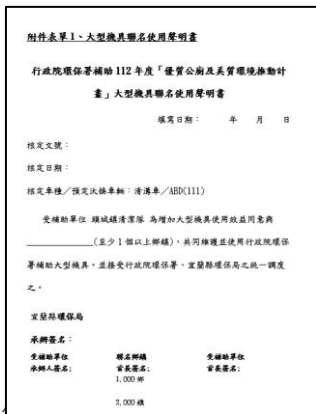 附件表單1、大型機具聯名使用聲明書
行政院環保署補助 112 年度「優質公廁及美質環境推動計
畫」大型機具聯名使用聲明書
填寫日期： 年 月 日
核定文號：
核定日期：
核定車種／預定汰換車輛：清溝車／ABD(111)
受補助單位 頭城鎮清潔隊 為增加大型機具使用效益同意與
____________(至少 1 個以上鄉鎮)，共同維護並使用行政院環保
署補助大型機具，並接受行政院環保署、宜蘭縣環保局之統一調度
之。
宜蘭縣環保局
承辦簽名：
受補助單位 聯名鄉鎮 受補助單位
承辦人簽名： 首長簽名： 首長簽名：
1.000 鄉
2.000 鎮